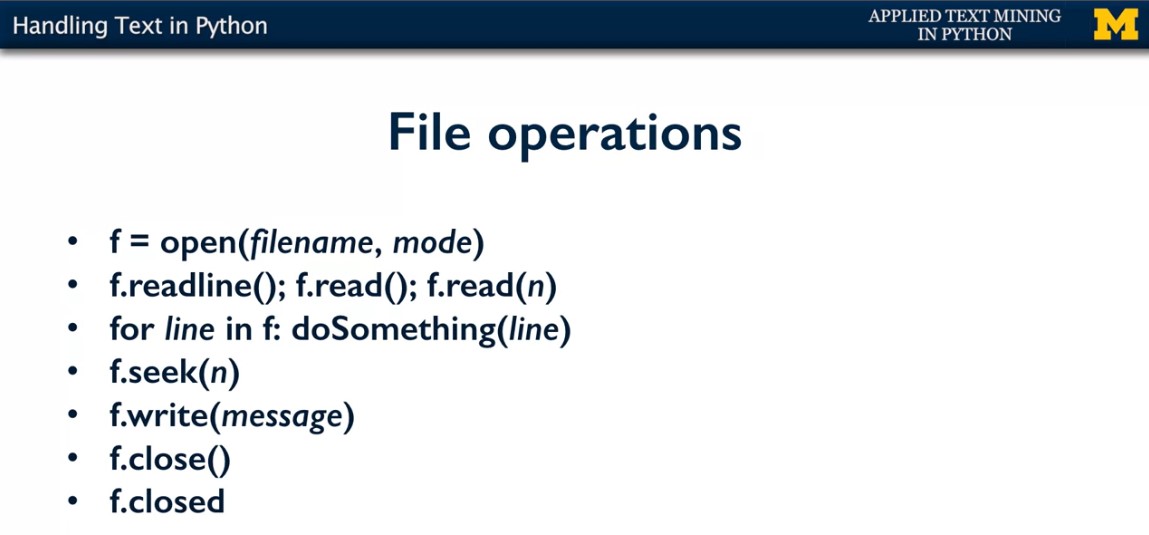 Handling Text in Python
APPLIED TEXT MINING
IN PYTHON
M
File operations
• f = open(filename, mode)
• f.readline(); f.read(); f.read(n)
• for line in f: doSomething(line)
• f.seek(n)
• f.write(message)
• f.close()
• f.closed